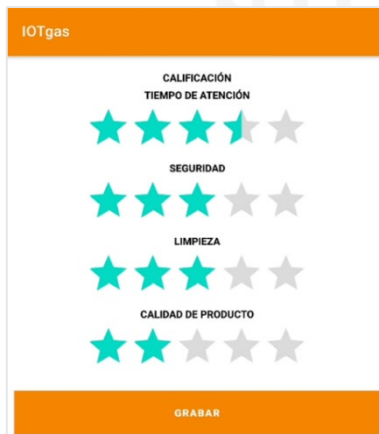 IOTgas
CALIFICACIÓN
TIEMPO DE ATENCIÓN
SEGURIDAD
LIMPIEZA
CALIDAD DE PRODUCTO
GRABAR